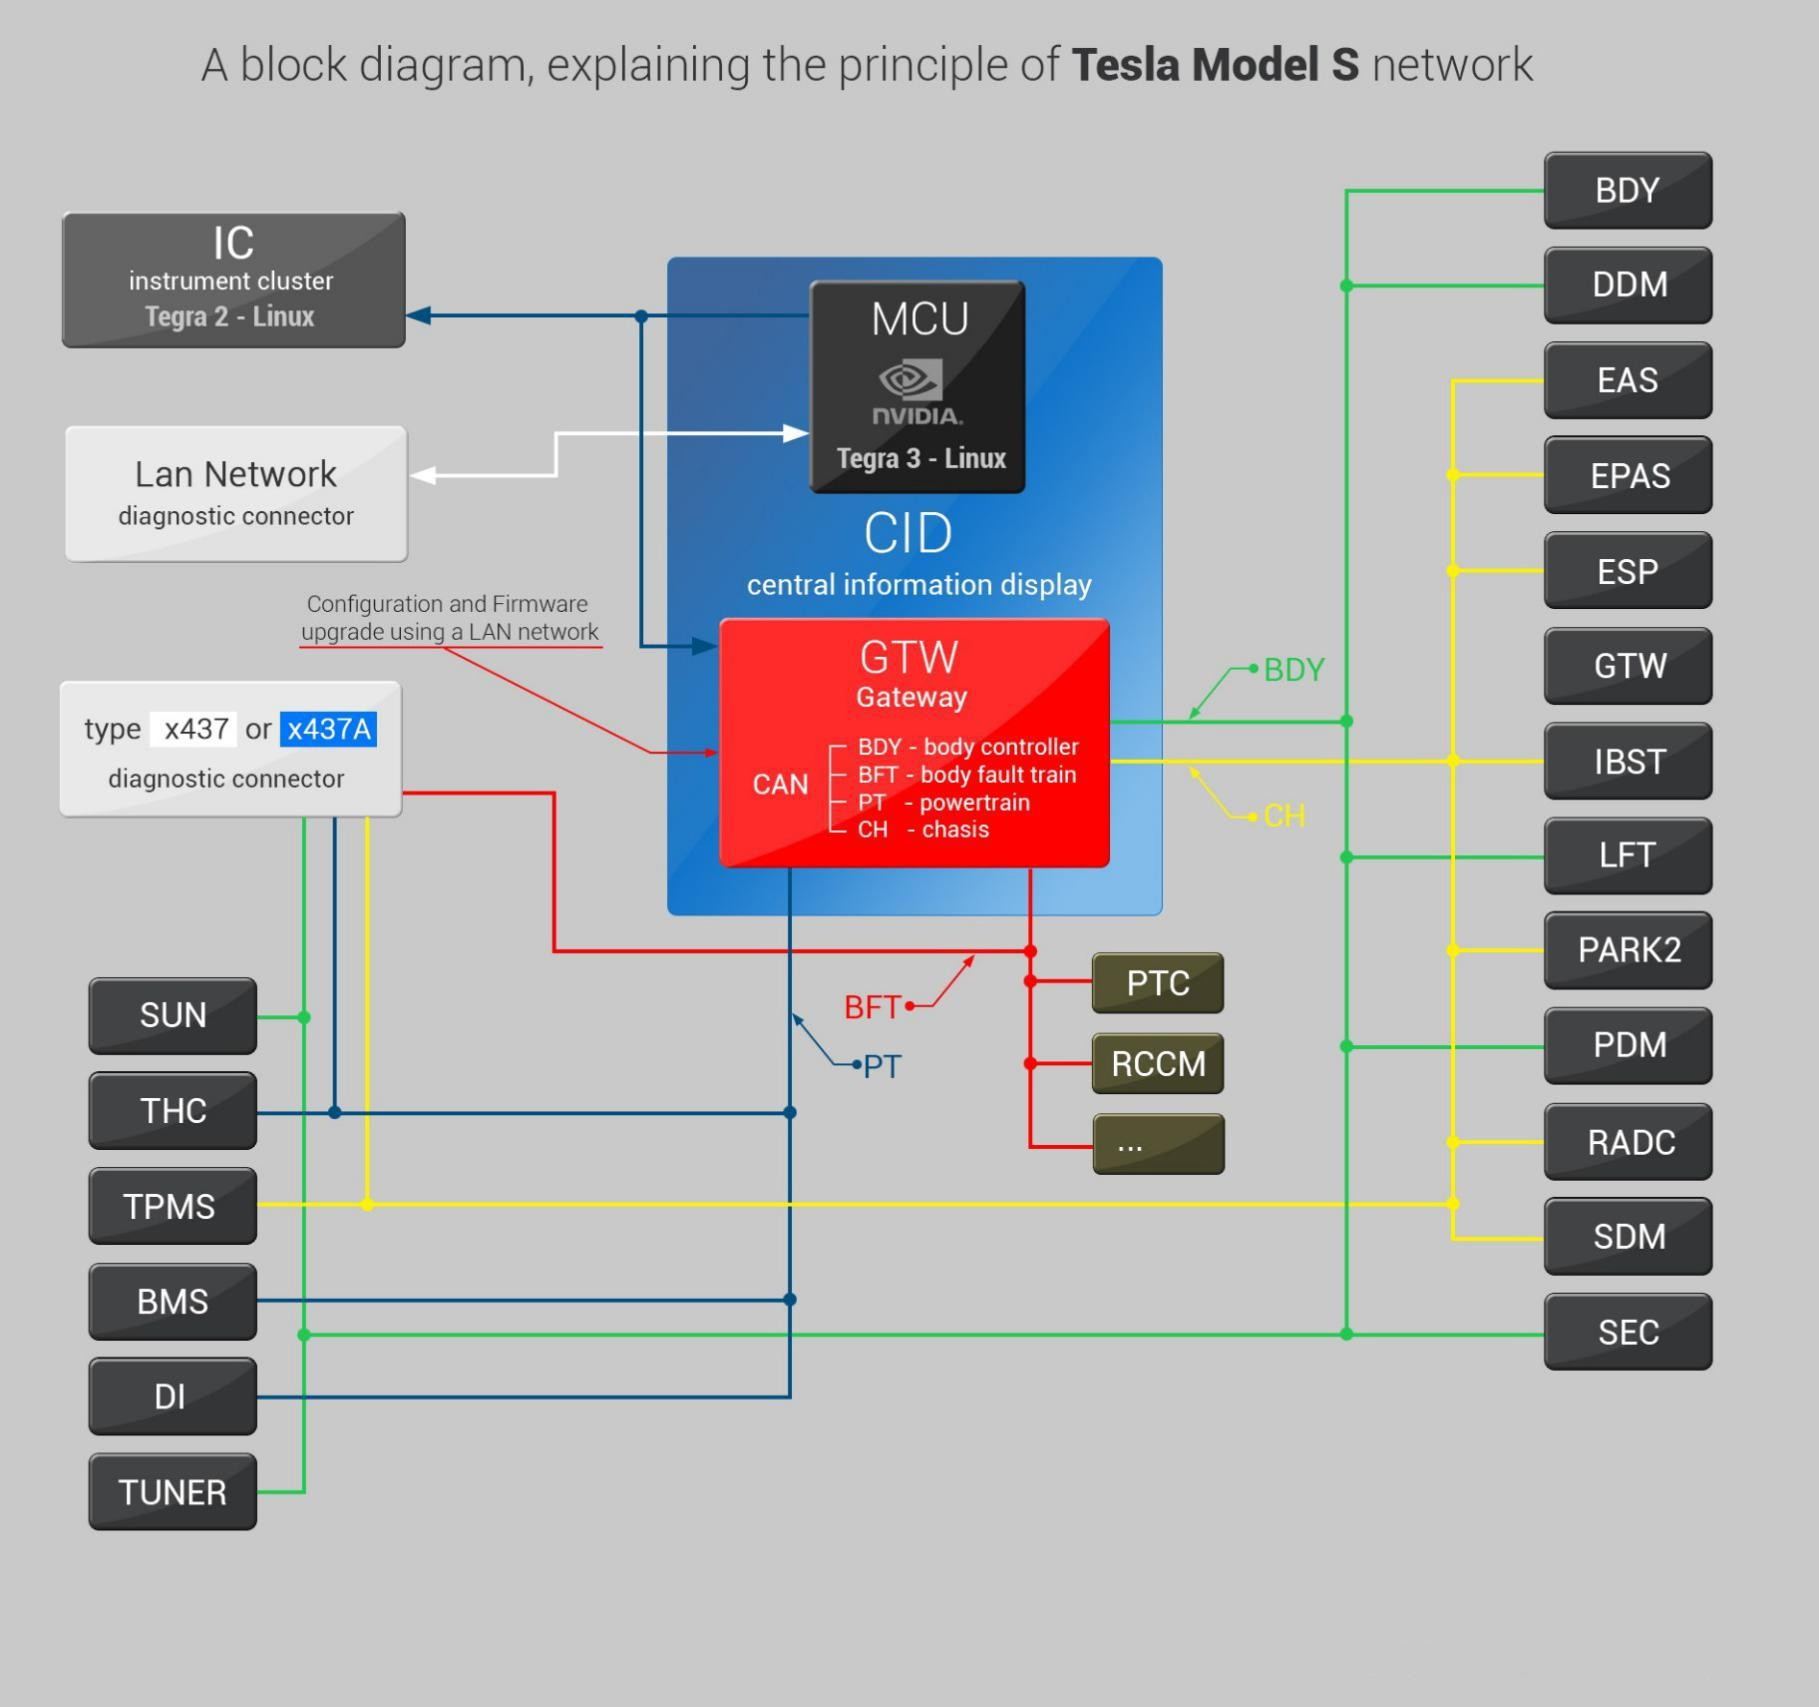 A block diagram, explaining the principle of Tesla Model S network
IC
instrument cluster
Tegra 2 - Linux
Lan Network
diagnostic connector
Configuration and Firmware
upgrade using a LAN network
type x437 or x437A
diagnostic connector
MCU
NVIDIA.
Tegra 3 - Linux
CID
central information display
GTW
Gateway
CAN
BDY - body controller
BFT - body fault train
PT - powertrain
CH - chasis
BDY
CH
BFT
PT
PTC
RCCM
...
SUN
THC
TPMS
BMS
DI
TUNER
BDY
DDM
EAS
EPAS
ESP
GTW
IBST
LFT
PARK2
PDM
RADC
SDM
SEC